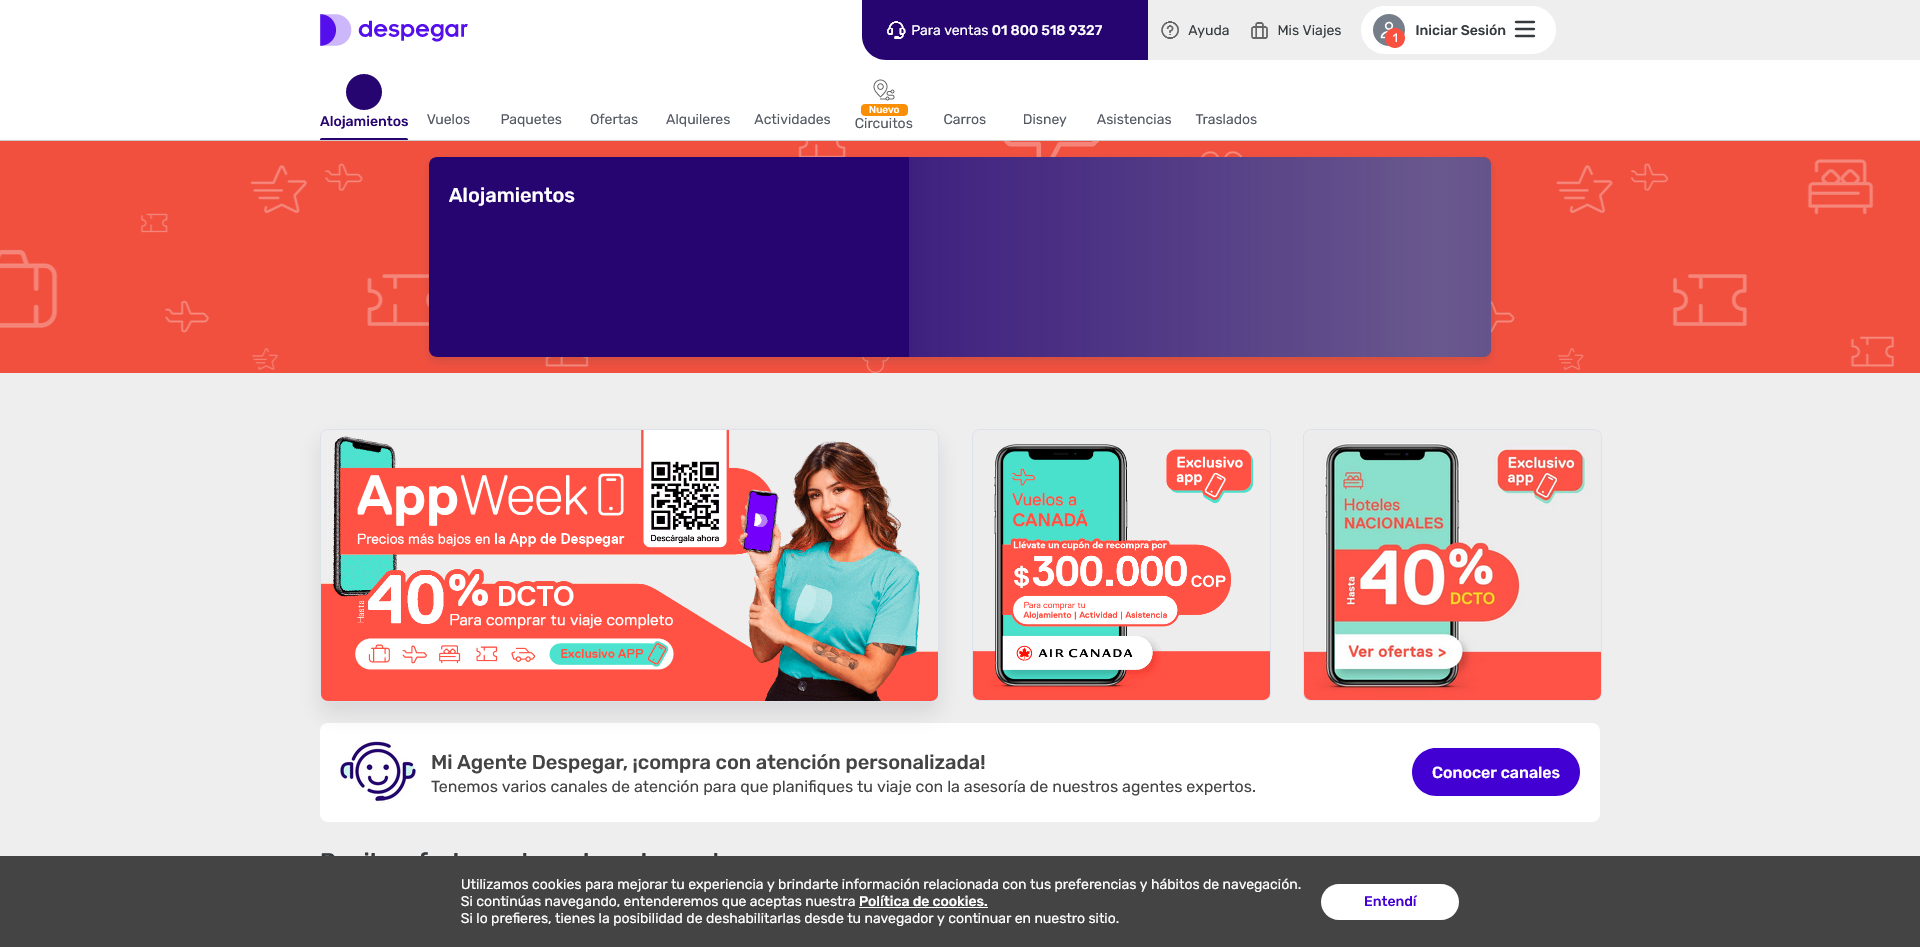 despegar
Para ventas 01 800 518 9327
Ayuda
Mis Viajes
1
Iniciar Sesión
Alojamientos
Vuelos
Paquetes
Ofertas
Alquileres
Actividades
Nuevo
Circuitos
Carros
Disney
Asistencias
Traslados
Alojamientos
AppWeek
Precios más bajos en la App de Despegar
Descárgala ahora
Hasta
40% DCTO
Para comprar tu viaje completo
Exclusivo APP
Exclusivo
app
Vuelos a
CANADÁ
Llévate un cupón de recompra por
$300.000 COP
Para comprar tu
Alojamiento | Actividad | Asistencia
AIR CANADA
Exclusivo
app
Hoteles
NACIONALES
Hasta
40%
DCTO
Ver ofertas >
Mi Agente Despegar, ¡compra con atención personalizada!
Tenemos varios canales de atención para que planifiques tu viaje con la asesoría de nuestros agentes expertos.
Conocer canales
Utilizamos cookies para mejorar tu experiencia y brindarte información relacionada con tus preferencias y hábitos de navegación.
Si continúas navegando, entenderemos que aceptas nuestra Política de cookies.
Si lo prefieres, tienes la posibilidad de deshabilitarlas desde tu navegador y continuar en nuestro sitio.
Entendí